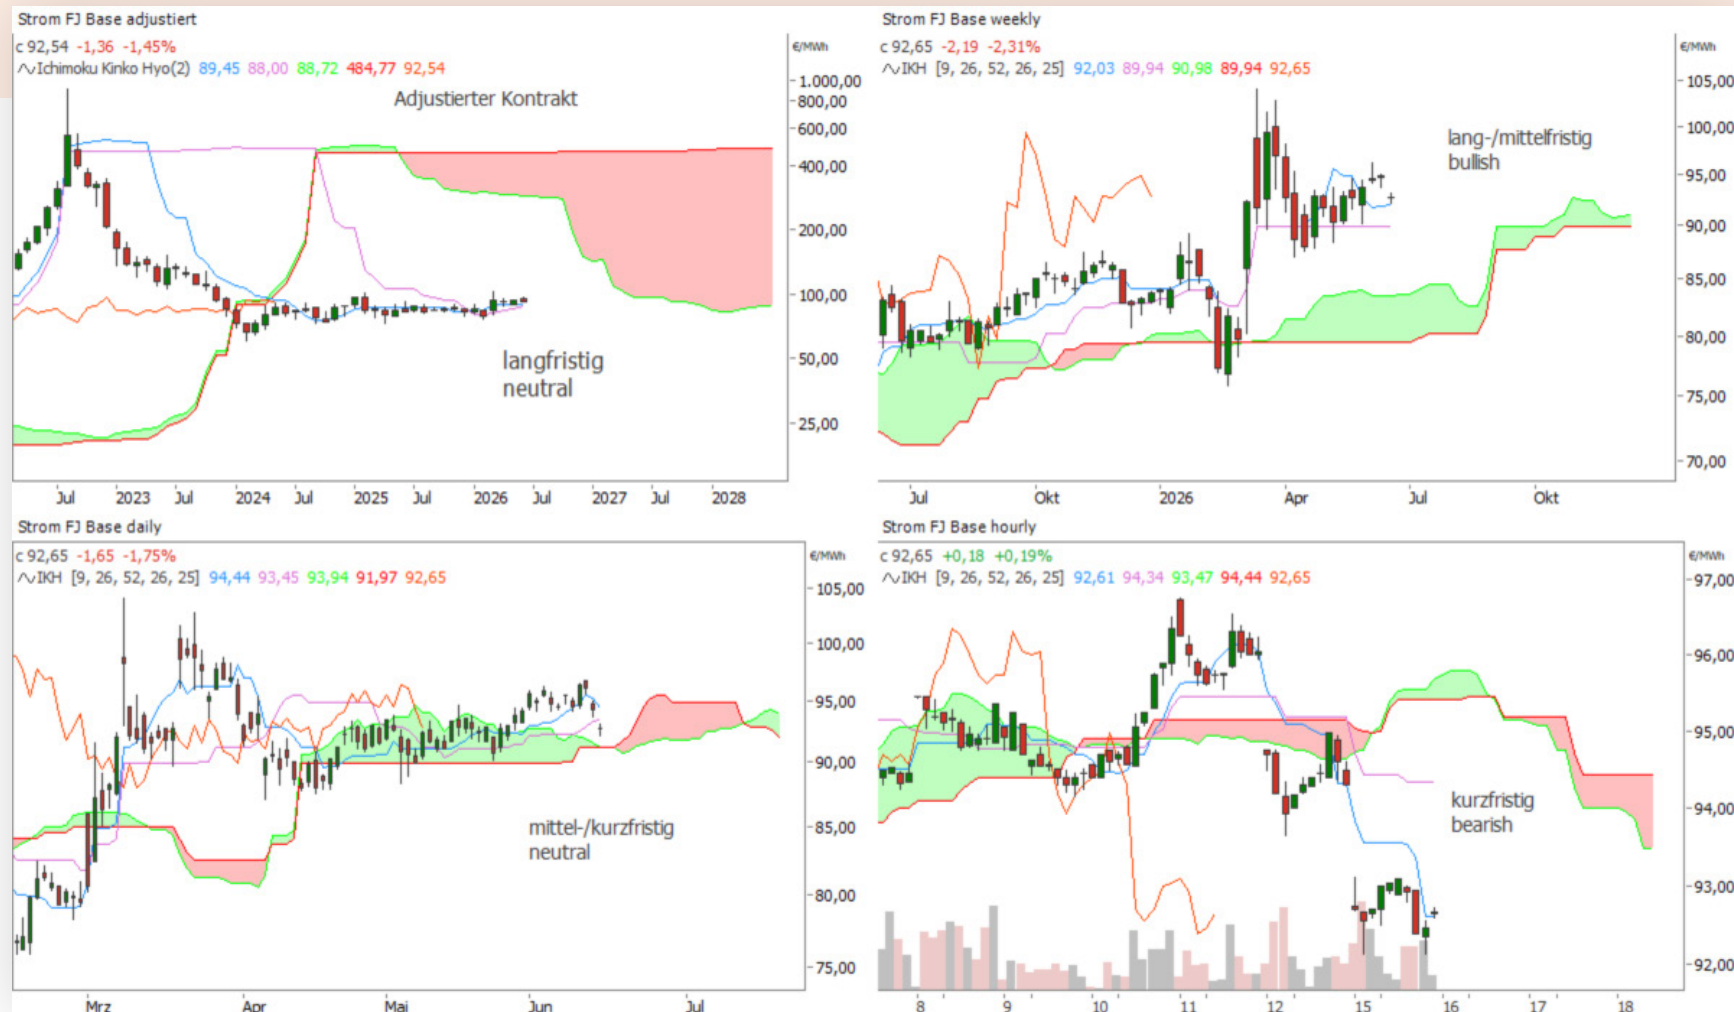 Strom FJ Base adjustiert
c 92,54 -1,36 -1,45%
Ichimoku Kinko Hyo(2) 89,45 88,00 88,72 484,77 92,54
€/MWh
Adjustierter Kontrakt
langfristig
neutral
1.000,00
800,00
600,00
400,00
200,00
100,00
50,00
25,00
Jul 2023 Jul 2024 Jul 2025 Jul 2026 Jul 2027 Jul 2028
Strom FJ Base weekly
c 92,65 -2,19 -2,31%
IKH [9, 26, 52, 26, 25] 92,03 89,94 90,98 89,94 92,65
€/MWh
lang-/mittelfristig
bullish
105,00
100,00
95,00
90,00
85,00
80,00
75,00
70,00
Jul Okt 2026 Apr Jul Okt
Strom FJ Base daily
c 92,65 -1,65 -1,75%
IKH [9, 26, 52, 26, 25] 94,44 93,45 93,94 91,97 92,65
€/MWh
mittel-/kurzfristig
neutral
105,00
100,00
95,00
90,00
85,00
80,00
75,00
Mrz Apr Mai Jun Jul
Strom FJ Base hourly
c 92,65 +0,18 +0,19%
IKH [9, 26, 52, 26, 25] 92,61 94,34 93,47 94,44 92,65
€/MWh
kurzfristig
bearish
97,00
96,00
95,00
94,00
93,00
92,00
8 9 10 11 12 15 16 17 18